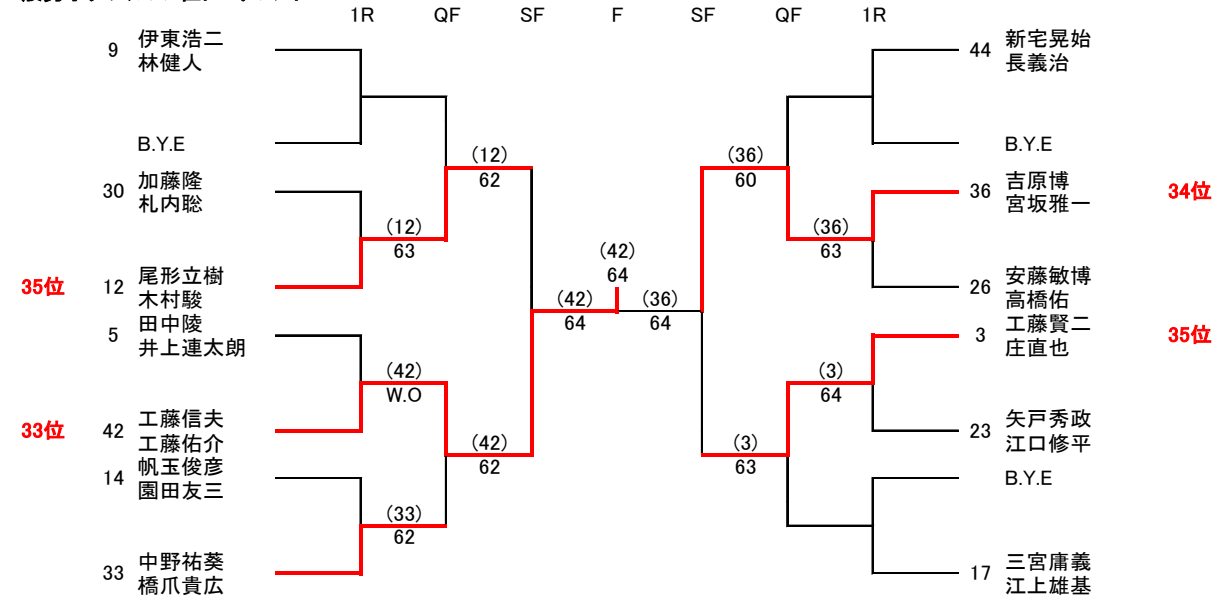 1R QF SF F SF QF 1R
9 伊東浩二
林健人
B.Y.E
30 加藤隆
札内聡
35位 12 尾形立樹
木村駿
5 田中陵
井上連太朗
33位 42 工藤信夫
工藤佑介
14 帆玉俊彦
園田友三
33 中野祐葵
橋爪貴広
(12)
63
(42)
W.O
(33)
62
(12)
62
(42)
62
(42)
64
(42)
64
(36)
64
(36)
60
(3)
63
(36)
63
(3)
64
44 新宅晃始
長義治
B.Y.E
36 吉原博
宮坂雅一
34位
26 安藤敏博
高橋佑
3 工藤賢二
庄直也
35位
23 矢戸秀政
江口修平
B.Y.E
17 三宮庸義
江上雄基